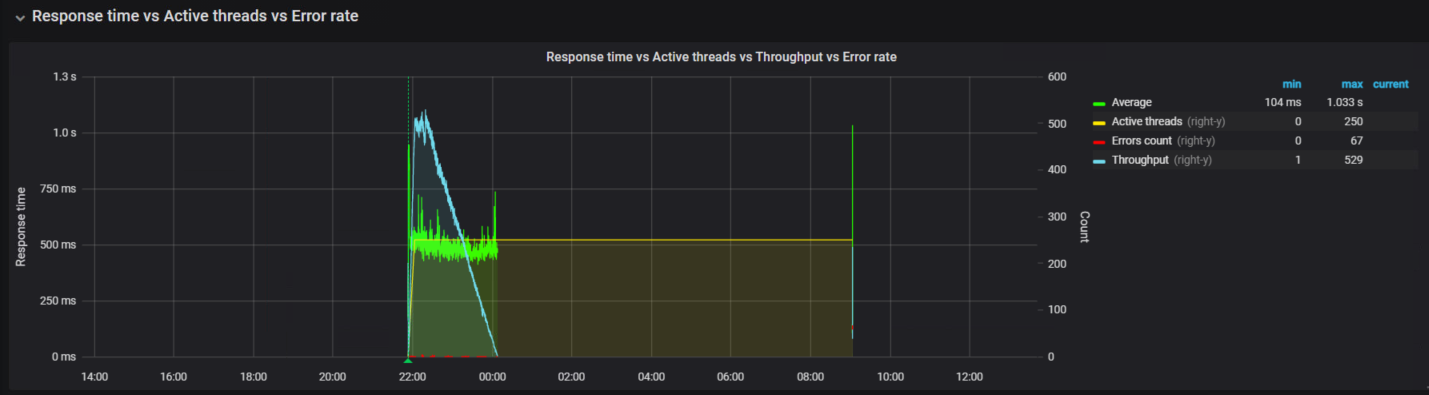 Response time vs Active threads vs Error rate
Response time vs Active threads vs Throughput vs Error rate
1.3 s
1.0 s
750 ms
500 ms
250 ms
0 ms
Response time
600
500
400
300
200
100
0
Count
14:00 16:00 18:00 20:00 22:00 00:00 02:00 04:00 06:00 08:00 10:00 12:00
min max current
Average 104 ms 1.033 s
Active threads (right-y) 0 250
Errors count (right-y) 0 67
Throughput (right-y) 1 529